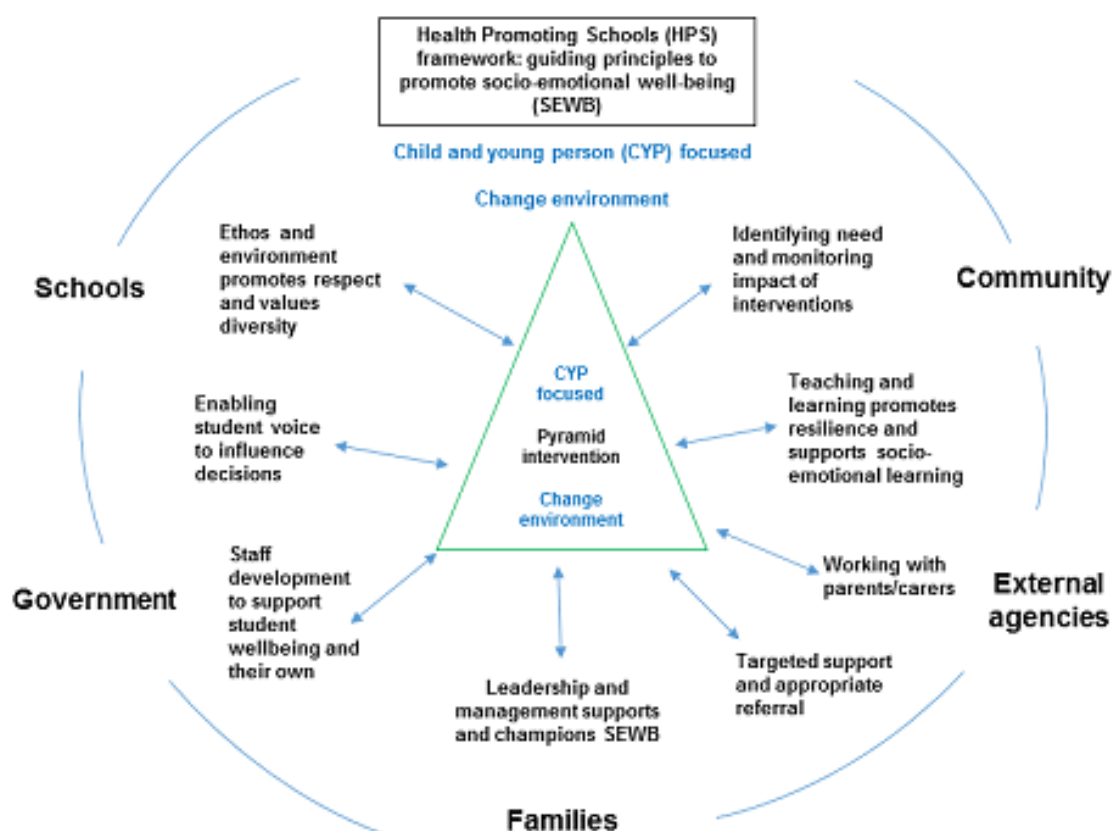 Health Promoting Schools (HPS)
framework: guiding principles to
promote socio-emotional well-being
(SEWB)
Child and young person (CYP) focused
Change environment
Ethos and
environment
promotes respect
and values
diversity
Identifying need
and monitoring
impact of
interventions
Schools
Community
CYP
focused
Pyramid
intervention
Change
environment
Enabling
student voice
to influence
decisions
Teaching and
learning promotes
resilience and
supports socio-
emotional learning
Staff
development
to support
student
wellbeing and
their own
Working with
parents/carers
Government
External
agencies
Leadership and
management supports
and champions SEWB
Targeted support
and appropriate
referral
Families